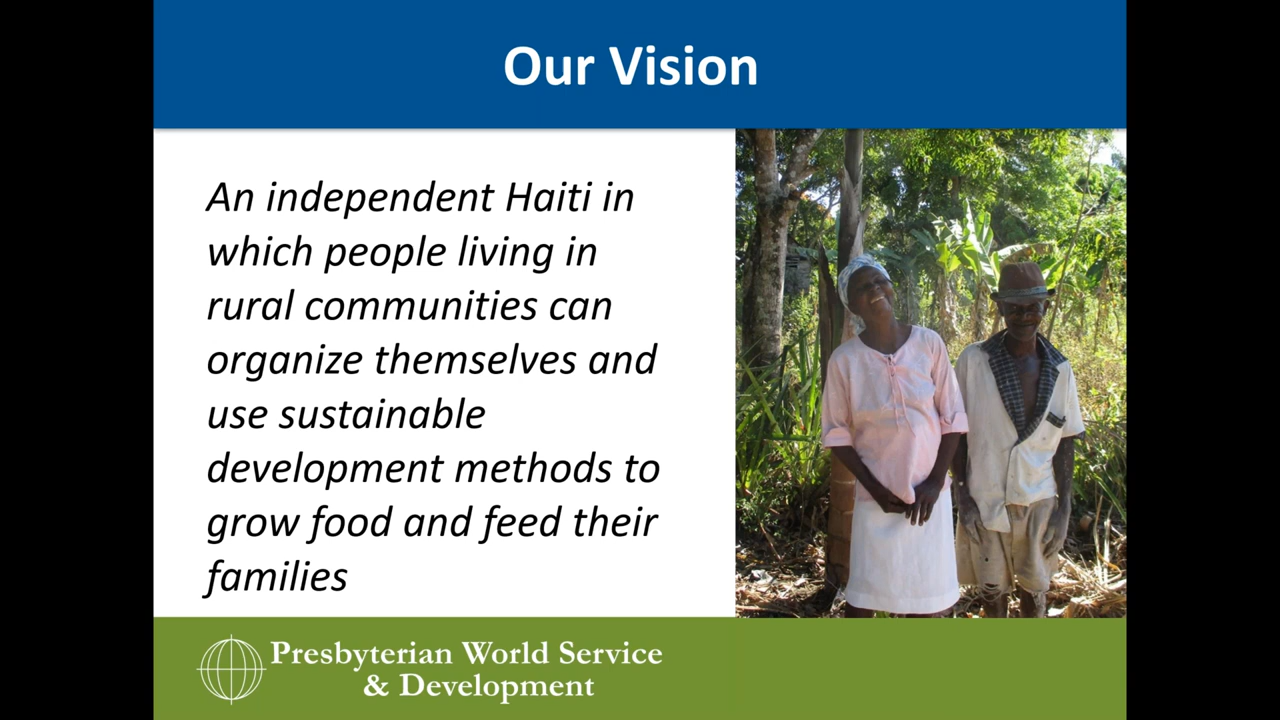 Our Vision
An independent Haiti in
which people living in
rural communities can
organize themselves and
use sustainable
development methods to
grow food and feed their
families
Presbyterian World Service
& Development